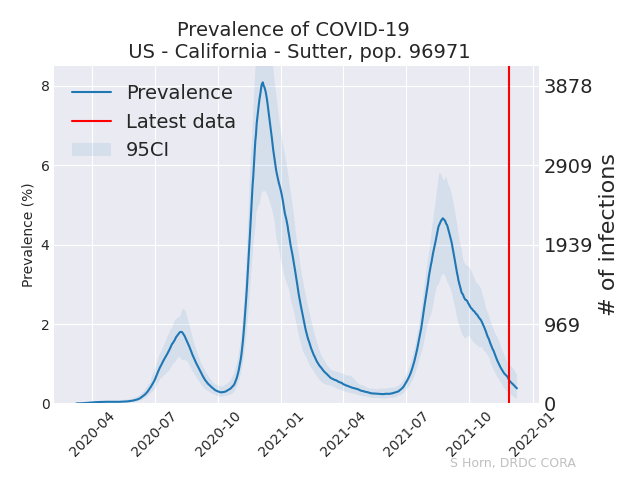 Prevalence of COVID-19
US - California - Sutter, pop. 96971
Prevalence
Latest data
95CI
Prevalence (%)
8
6
4
2
0
3878
2909
1939
969
0
# of infections
2020-04
2020-07
2020-10
2021-01
2021-04
2021-07
2021-10
2022-01
S Horn, DRDC CORA